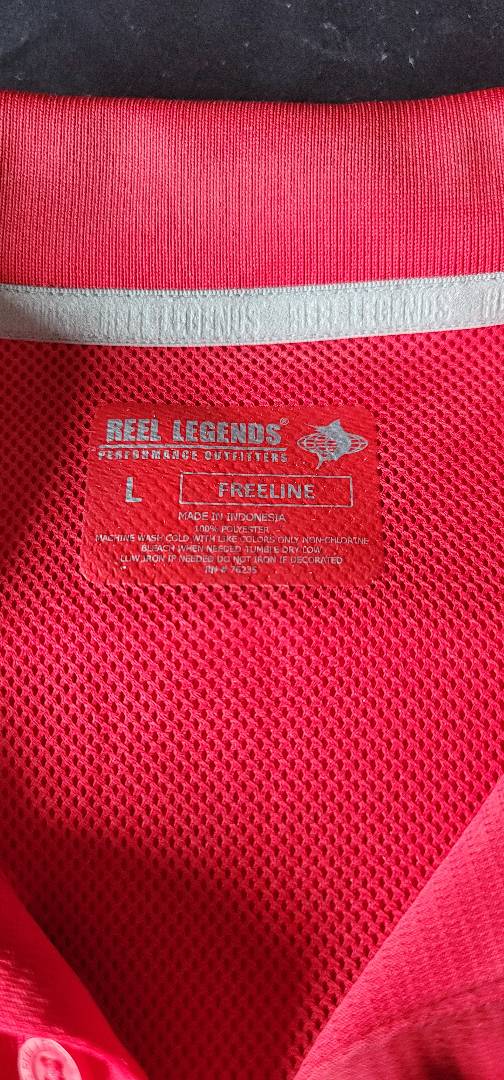 REEL LEGENDS
REEL LEGENDS®
PERFORMANCE OUTFITTERS
L
FREELINE
MADE IN INDONESIA
100% POLYESTER
MACHINE WASH COLD WITH LIKE COLORS ONLY NON-CHLORINE
BLEACH WHEN NEEDED TUMBLE DRY LOW
LUW IRON IF NEEDED DO NOT IRON IF DECORATED
RN # 76235